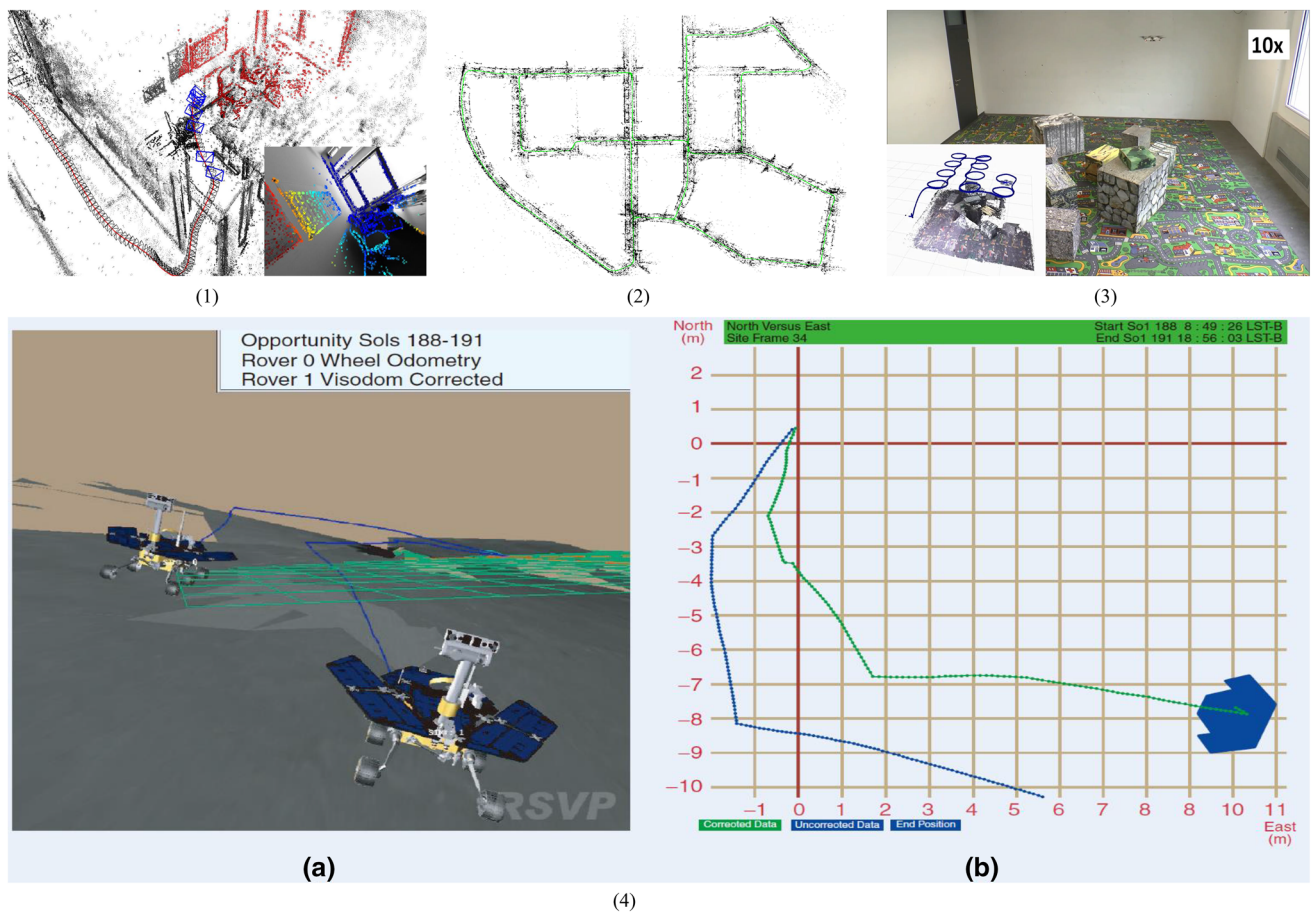 10x
(1)
(2)
(3)
Opportunity Sols 188-191
Rover 0 Wheel Odometry
Rover 1 Visodom Corrected
RSVP
(a)
North
(m)
North Versus East
Site Frame 34
Start So1 188 8 : 49 : 26 LST-B
End So1 191 18 : 56 : 03 LST-B
2
1
0
−1
−2
−3
−4
−5
−6
−7
−8
−9
−10
−1 0 1 2 3 4 5 6 7 8 9 10 11
East
(m)
Corrected Data Uncorrected Data End Position
(b)
(4)